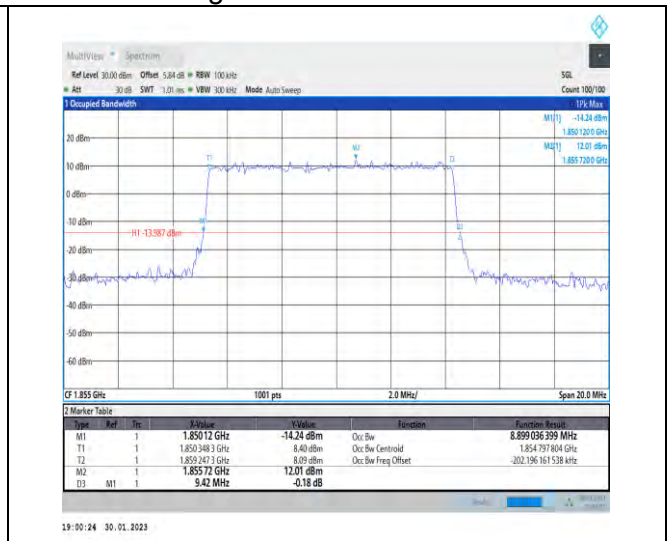 MultiView Spectrum
Ref Level 30.00 dBm Offset 5.84 dB RBW 100 kHz SGL
Att 30 dB SWT 1.01 ms VBW 300 kHz Mode Auto Sweep Count 100/100
1 Occupied Bandwidth 1Pk Max
M1[1] -14.24 dBm
1.8501200 GHz
M2[1] 12.01 dBm
1.8557200 GHz
20 dBm
T1 M2
10 dBm
0 dBm
-10 dBm
H1 -13.987 dBm
-20 dBm
-30 dBm
-40 dBm
-50 dBm
-60 dBm
CF 1.855 GHz 1001 pts 2.0 MHz/ Span 20.0 MHz
2 Marker Table
Type Ref Trc X-Value Y-Value Function Function Result
M1 1 1.85012 GHz -14.24 dBm Occ Bw 8.899 036 399 MHz
T1 1 1.850 348 3 GHz 8.40 dBm Occ Bw Centroid 1.854 797 804 GHz
T2 1 1.859 247 3 GHz 8.09 dBm Occ Bw Freq Offset -202.196 161 538 kHz
M2 1 1.85572 GHz 12.01 dBm
D3 M1 1 9.42 MHz -0.18 dB
19:00:24 30.01.2023